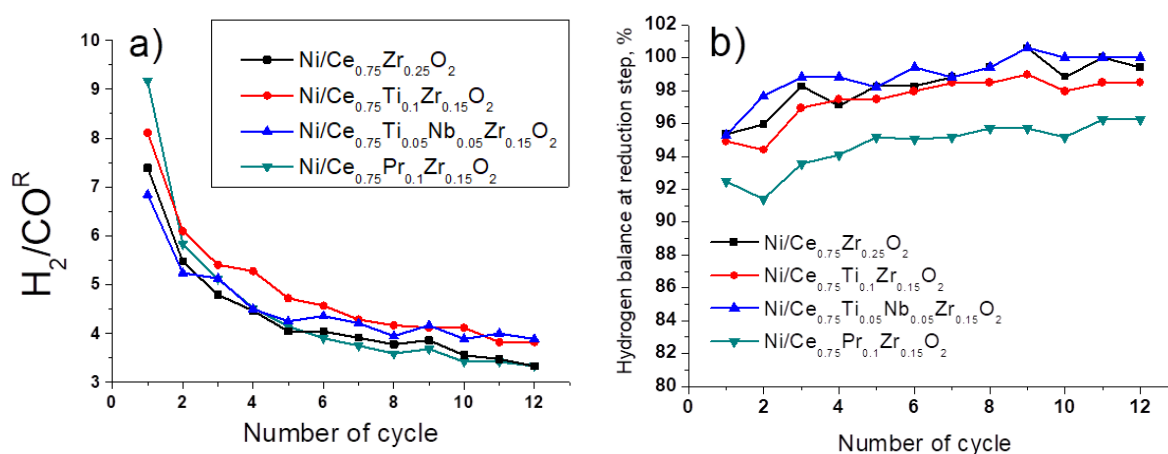 a)
Ni/Ce0.75Zr0.25O2
Ni/Ce0.75Ti0.1Zr0.15O2
Ni/Ce0.75Ti0.05Nb0.05Zr0.15O2
Ni/Ce0.75Pr0.1Zr0.15O2
H2/COR
10
9
8
7
6
5
4
3
0 2 4 6 8 10 12
Number of cycle
b)
Hydrogen balance at reduction step, %
102
100
98
96
94
92
90
88
86
84
82
80
Ni/Ce0.75Zr0.25O2
Ni/Ce0.75Ti0.1Zr0.15O2
Ni/Ce0.75Ti0.05Nb0.05Zr0.15O2
Ni/Ce0.75Pr0.1Zr0.15O2
0 2 4 6 8 10 12
Number of cycle